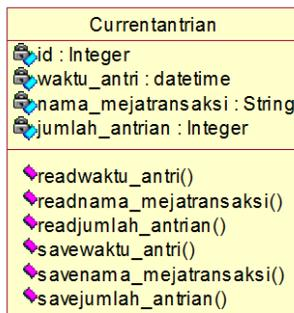 Currentantrian
id : Integer
waktu_antri : datetime
nama_mejatransaksi : String
jumlah_antrian : Integer
readwaktu_antri()
readnama_mejatransaksi()
readjumlah_antrian()
savewaktu_antri()
savenama_mejatransaksi()
savejumlah_antrian()